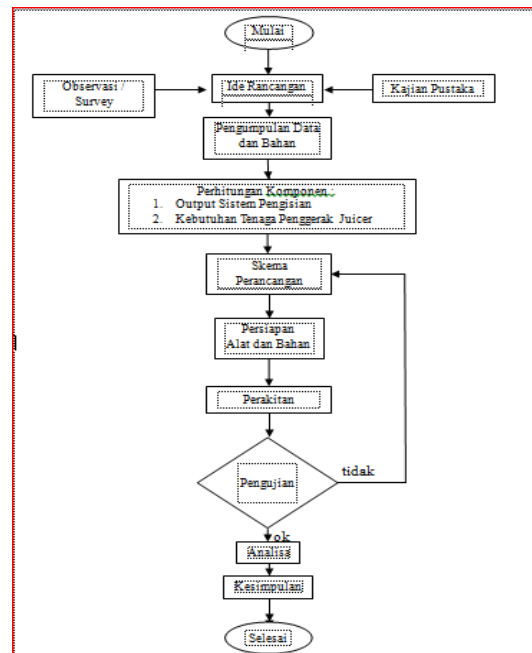 Mulai
Observasi /
Survey
Ide Rancangan
Kajian Pustaka
Pengumpulan Data
dan Bahan
Perhitungan Komponen :
1. Output Sistem Pengisian
2. Kebutuhan Tenaga Penggerak Juicer
Skema
Perancangan
Persiapan
Alat dan Bahan
Perakitan
Pengujian
tidak
ok
Analisa
Kesimpulan
Selesai